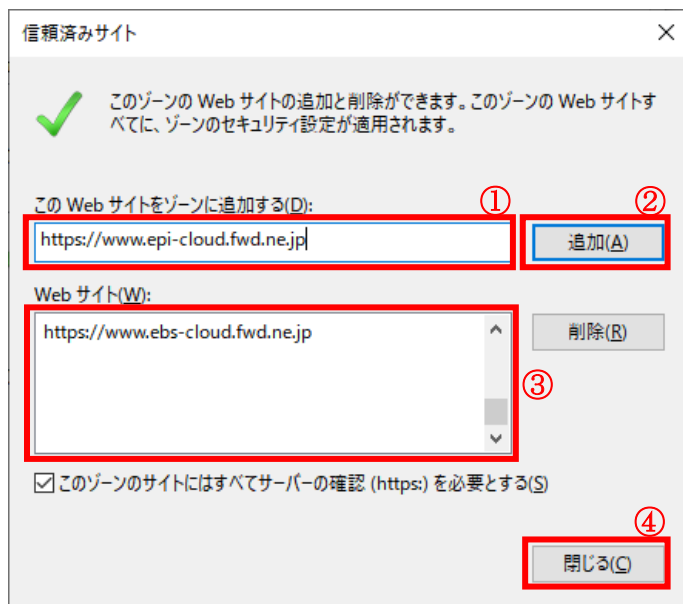 信頼済みサイト
このゾーンの Web サイトの追加と削除ができます。このゾーンの Web サイトす
べてに、ゾーンのセキュリティ設定が適用されます。
この Web サイトをゾーンに追加する(D):
①
②
https://www.epi-cloud.fwd.ne.jp
追加(A)
Web サイト(W):
https://www.ebs-cloud.fwd.ne.jp
削除(R)
③
このゾーンのサイトにはすべてサーバーの確認 (https:) を必要とする(S)
④
閉じる(C)